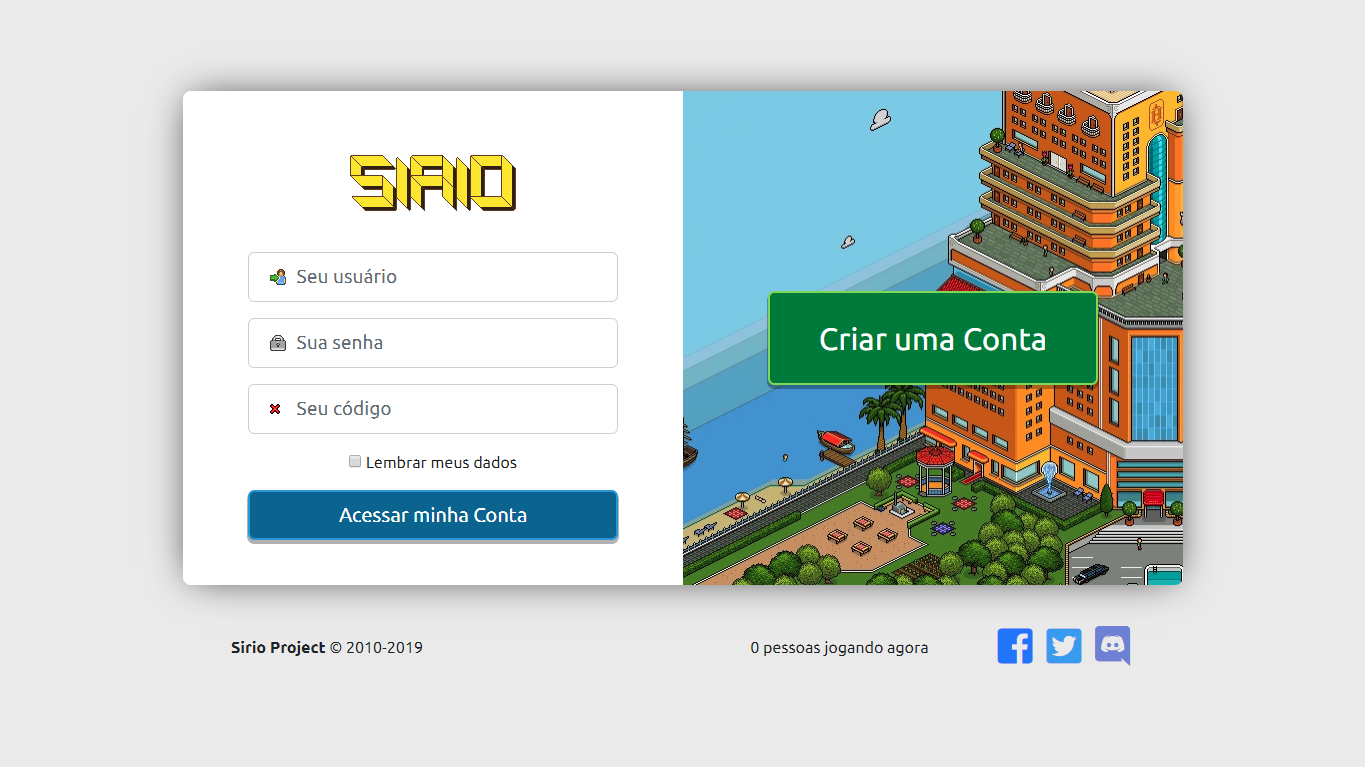 SIRIO
Seu usuário
Sua senha
Seu código
Lembrar meus dados
Acessar minha Conta
Criar uma Conta
Sirio Project © 2010-2019
0 pessoas jogando agora